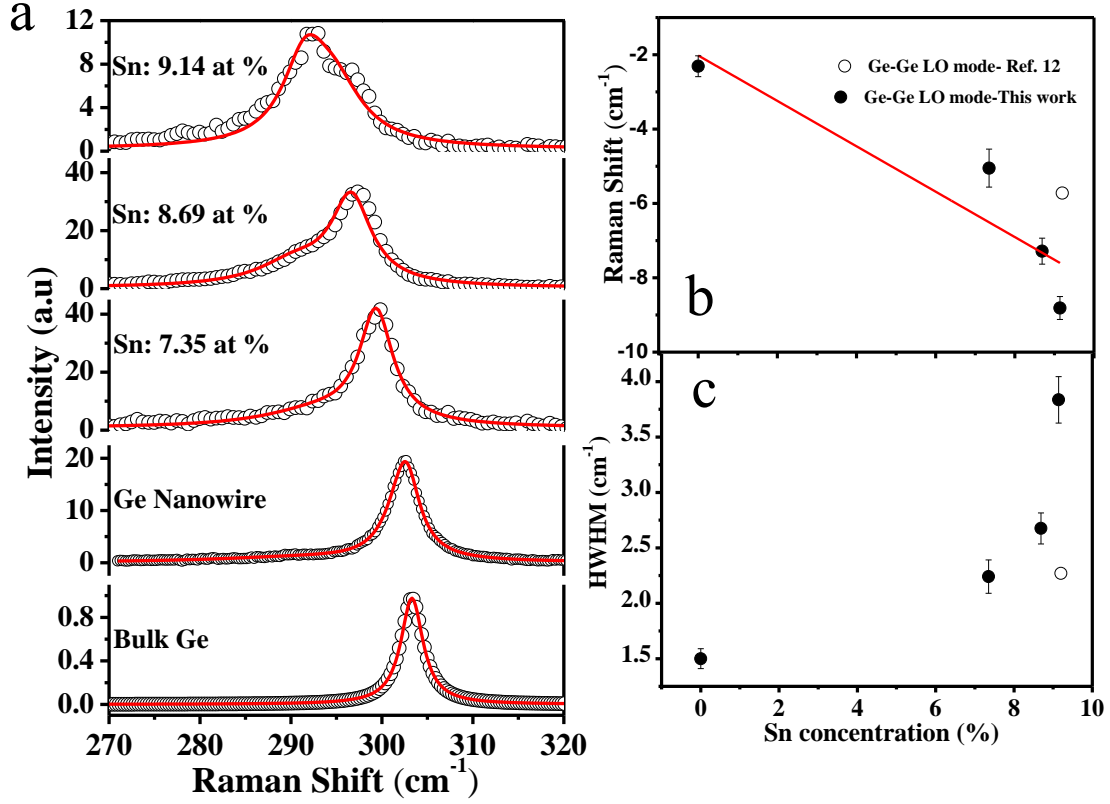 a
Intensity (a.u)
12
8
4
0
Sn: 9.14 at %
40
20
0
Sn: 8.69 at %
40
20
0
Sn: 7.35 at %
20
10
0
Ge Nanowire
0.8
0.4
0.0
Bulk Ge
270 280 290 300 310 320
Raman Shift (cm-1)
Raman Shift (cm-1)
-2
-4
-6
-8
-10
Ge-Ge LO mode- Ref. 12
Ge-Ge LO mode-This work
b
HWHM (cm-1)
4.0
3.5
3.0
2.5
2.0
1.5
c
0 2 4 6 8 10
Sn concentration (%)